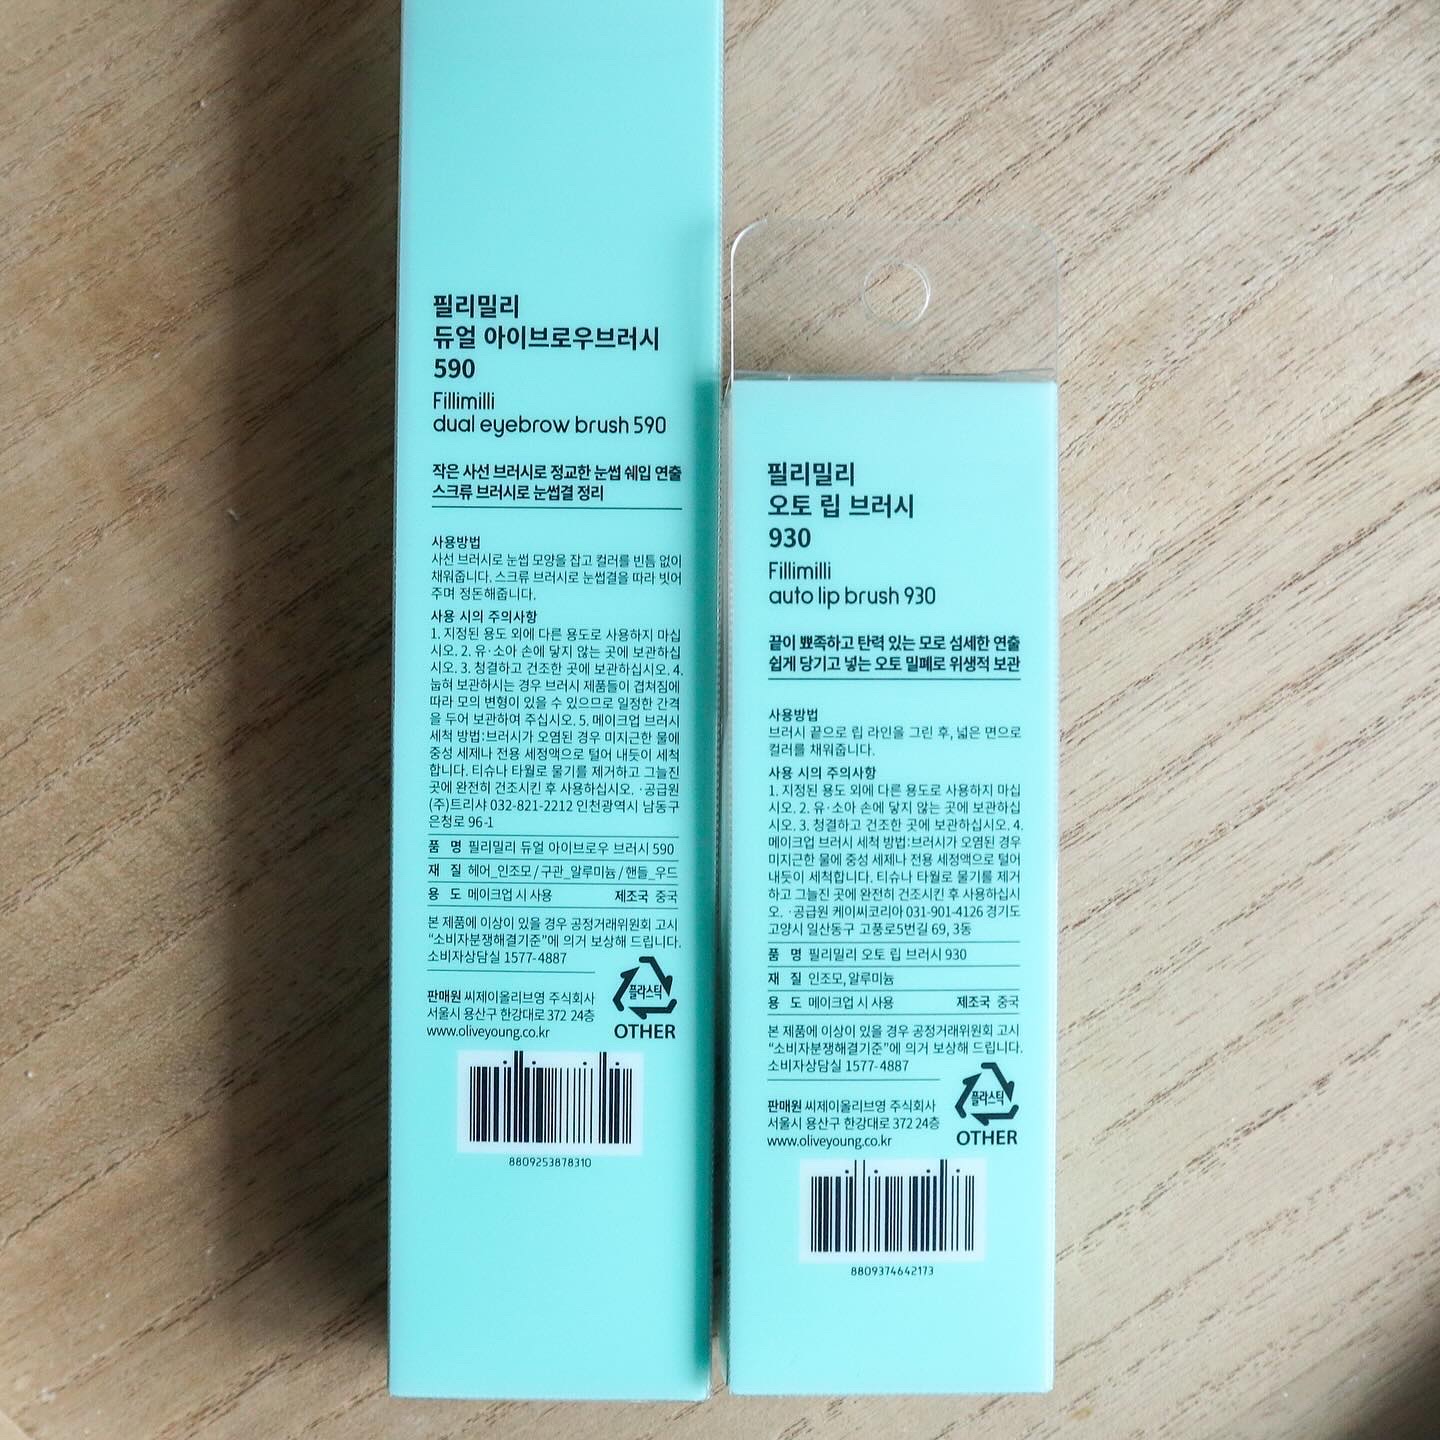 필리밀리
듀얼 아이브로우브러시
590
Fillimilli
dual eyebrow brush 590
작은 사선 브러시로 정교한 눈썹 쉐입 연출
스크류 브러시로 눈썹결 정리
사용방법
사선 브러시로 눈썹 모양을 잡고 컬러를 빈틈 없이
채워줍니다. 스크류 브러시로 눈썹결을 따라 빗어
주며 정돈해줍니다.
사용 시의 주의사항
1. 지정된 용도 외에 다른 용도로 사용하지 마십
시오. 2. 유·소아 손에 닿지 않는 곳에 보관하십
시오. 3. 청결하고 건조한 곳에 보관하십시오. 4.
눕혀 보관하시는 경우 브러시 제품들이 겹쳐짐에
따라 모의 변형이 있을 수 있으므로 일정한 간격
을 두어 보관하여 주십시오. 5. 메이크업 브러시
세척 방법:브러시가 오염된 경우 미지근한 물에
중성 세제나 전용 세정액으로 털어 내듯이 세척
합니다. 티슈나 타월로 물기를 제거하고 그늘진
곳에 완전히 건조시킨 후 사용하십시오. ·공급원
(주)트리샤 032-821-2212 인천광역시 남동구
은청로 96-1
품 명 필리밀리 듀얼 아이브로우 브러시 590
재 질 헤어_인조모 / 구관_알루미늄 / 핸들_우드
용 도 메이크업 시 사용 제조국 중국
본 제품에 이상이 있을 경우 공정거래위원회 고시
“소비자분쟁해결기준”에 의거 보상해 드립니다.
소비자상담실 1577-4887
판매원 씨제이올리브영 주식회사
서울시 용산구 한강대로 372 24층
www.oliveyoung.co.kr
플라스틱
OTHER
8809253878310
필리밀리
오토 립 브러시
930
Fillimilli
auto lip brush 930
끝이 뾰족하고 탄력 있는 모로 섬세한 연출
쉽게 당기고 넣는 오토 밀폐로 위생적 보관
사용방법
브러시 끝으로 립 라인을 그린 후, 넓은 면으로
컬러를 채워줍니다.
사용 시의 주의사항
1. 지정된 용도 외에 다른 용도로 사용하지 마십
시오. 2. 유·소아 손에 닿지 않는 곳에 보관하십
시오. 3. 청결하고 건조한 곳에 보관하십시오. 4.
메이크업 브러시 세척 방법:브러시가 오염된 경우
미지근한 물에 중성 세제나 전용 세정액으로 털어
내듯이 세척합니다. 티슈나 타월로 물기를 제거
하고 그늘진 곳에 완전히 건조시킨 후 사용하십시
오. ·공급원 케이씨코리아 031-901-4126 경기도
고양시 일산동구 고풍로5번길 69, 3동
품 명 필리밀리 오토 립 브러시 930
재 질 인조모, 알루미늄
용 도 메이크업 시 사용 제조국 중국
본 제품에 이상이 있을 경우 공정거래위원회 고시
“소비자분쟁해결기준”에 의거 보상해 드립니다.
소비자상담실 1577-4887
판매원 씨제이올리브영 주식회사
서울시 용산구 한강대로 372 24층
www.oliveyoung.co.kr
플라스틱
OTHER
8809374642173